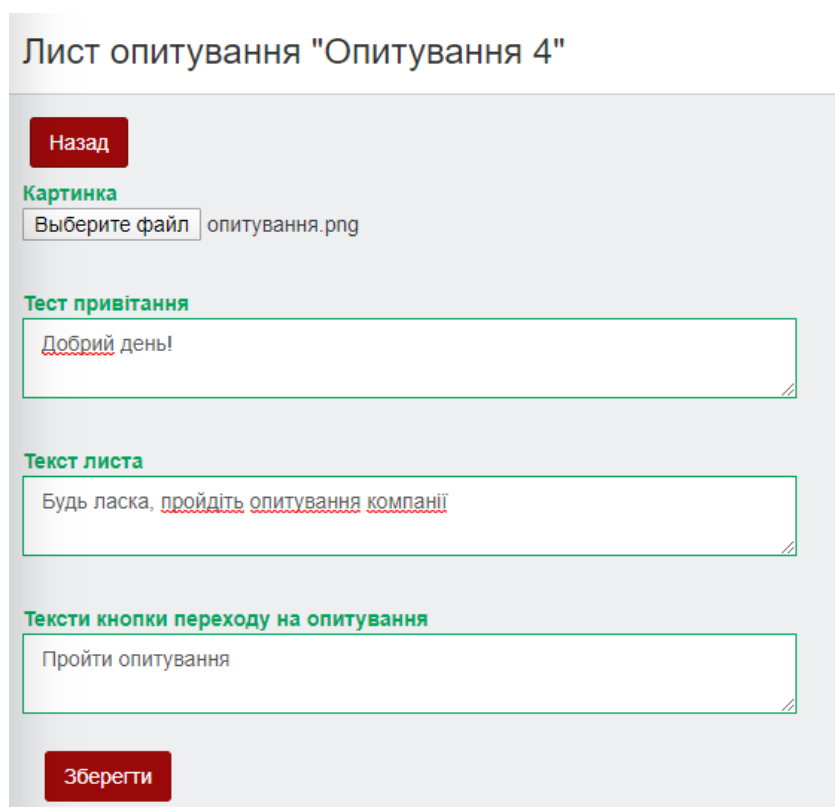 Лист опитування "Опитування 4"
Назад
Картинка
Выберите файл опитування.png
Тест привітання
Добрий день!
Текст листа
Будь ласка, пройдіть опитування компанії
Тексти кнопки переходу на опитування
Пройти опитування
Зберегти